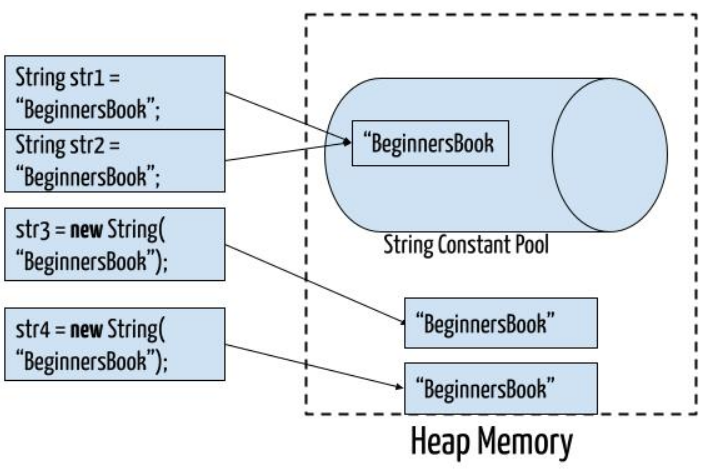 String str1 =
“BeginnersBook”;
String str2 =
“BeginnersBook”;
str3 = new String(
“BeginnersBook”);
str4 = new String(
“BeginnersBook”);
“BeginnersBook
String Constant Pool
“BeginnersBook”
“BeginnersBook”
Heap Memory